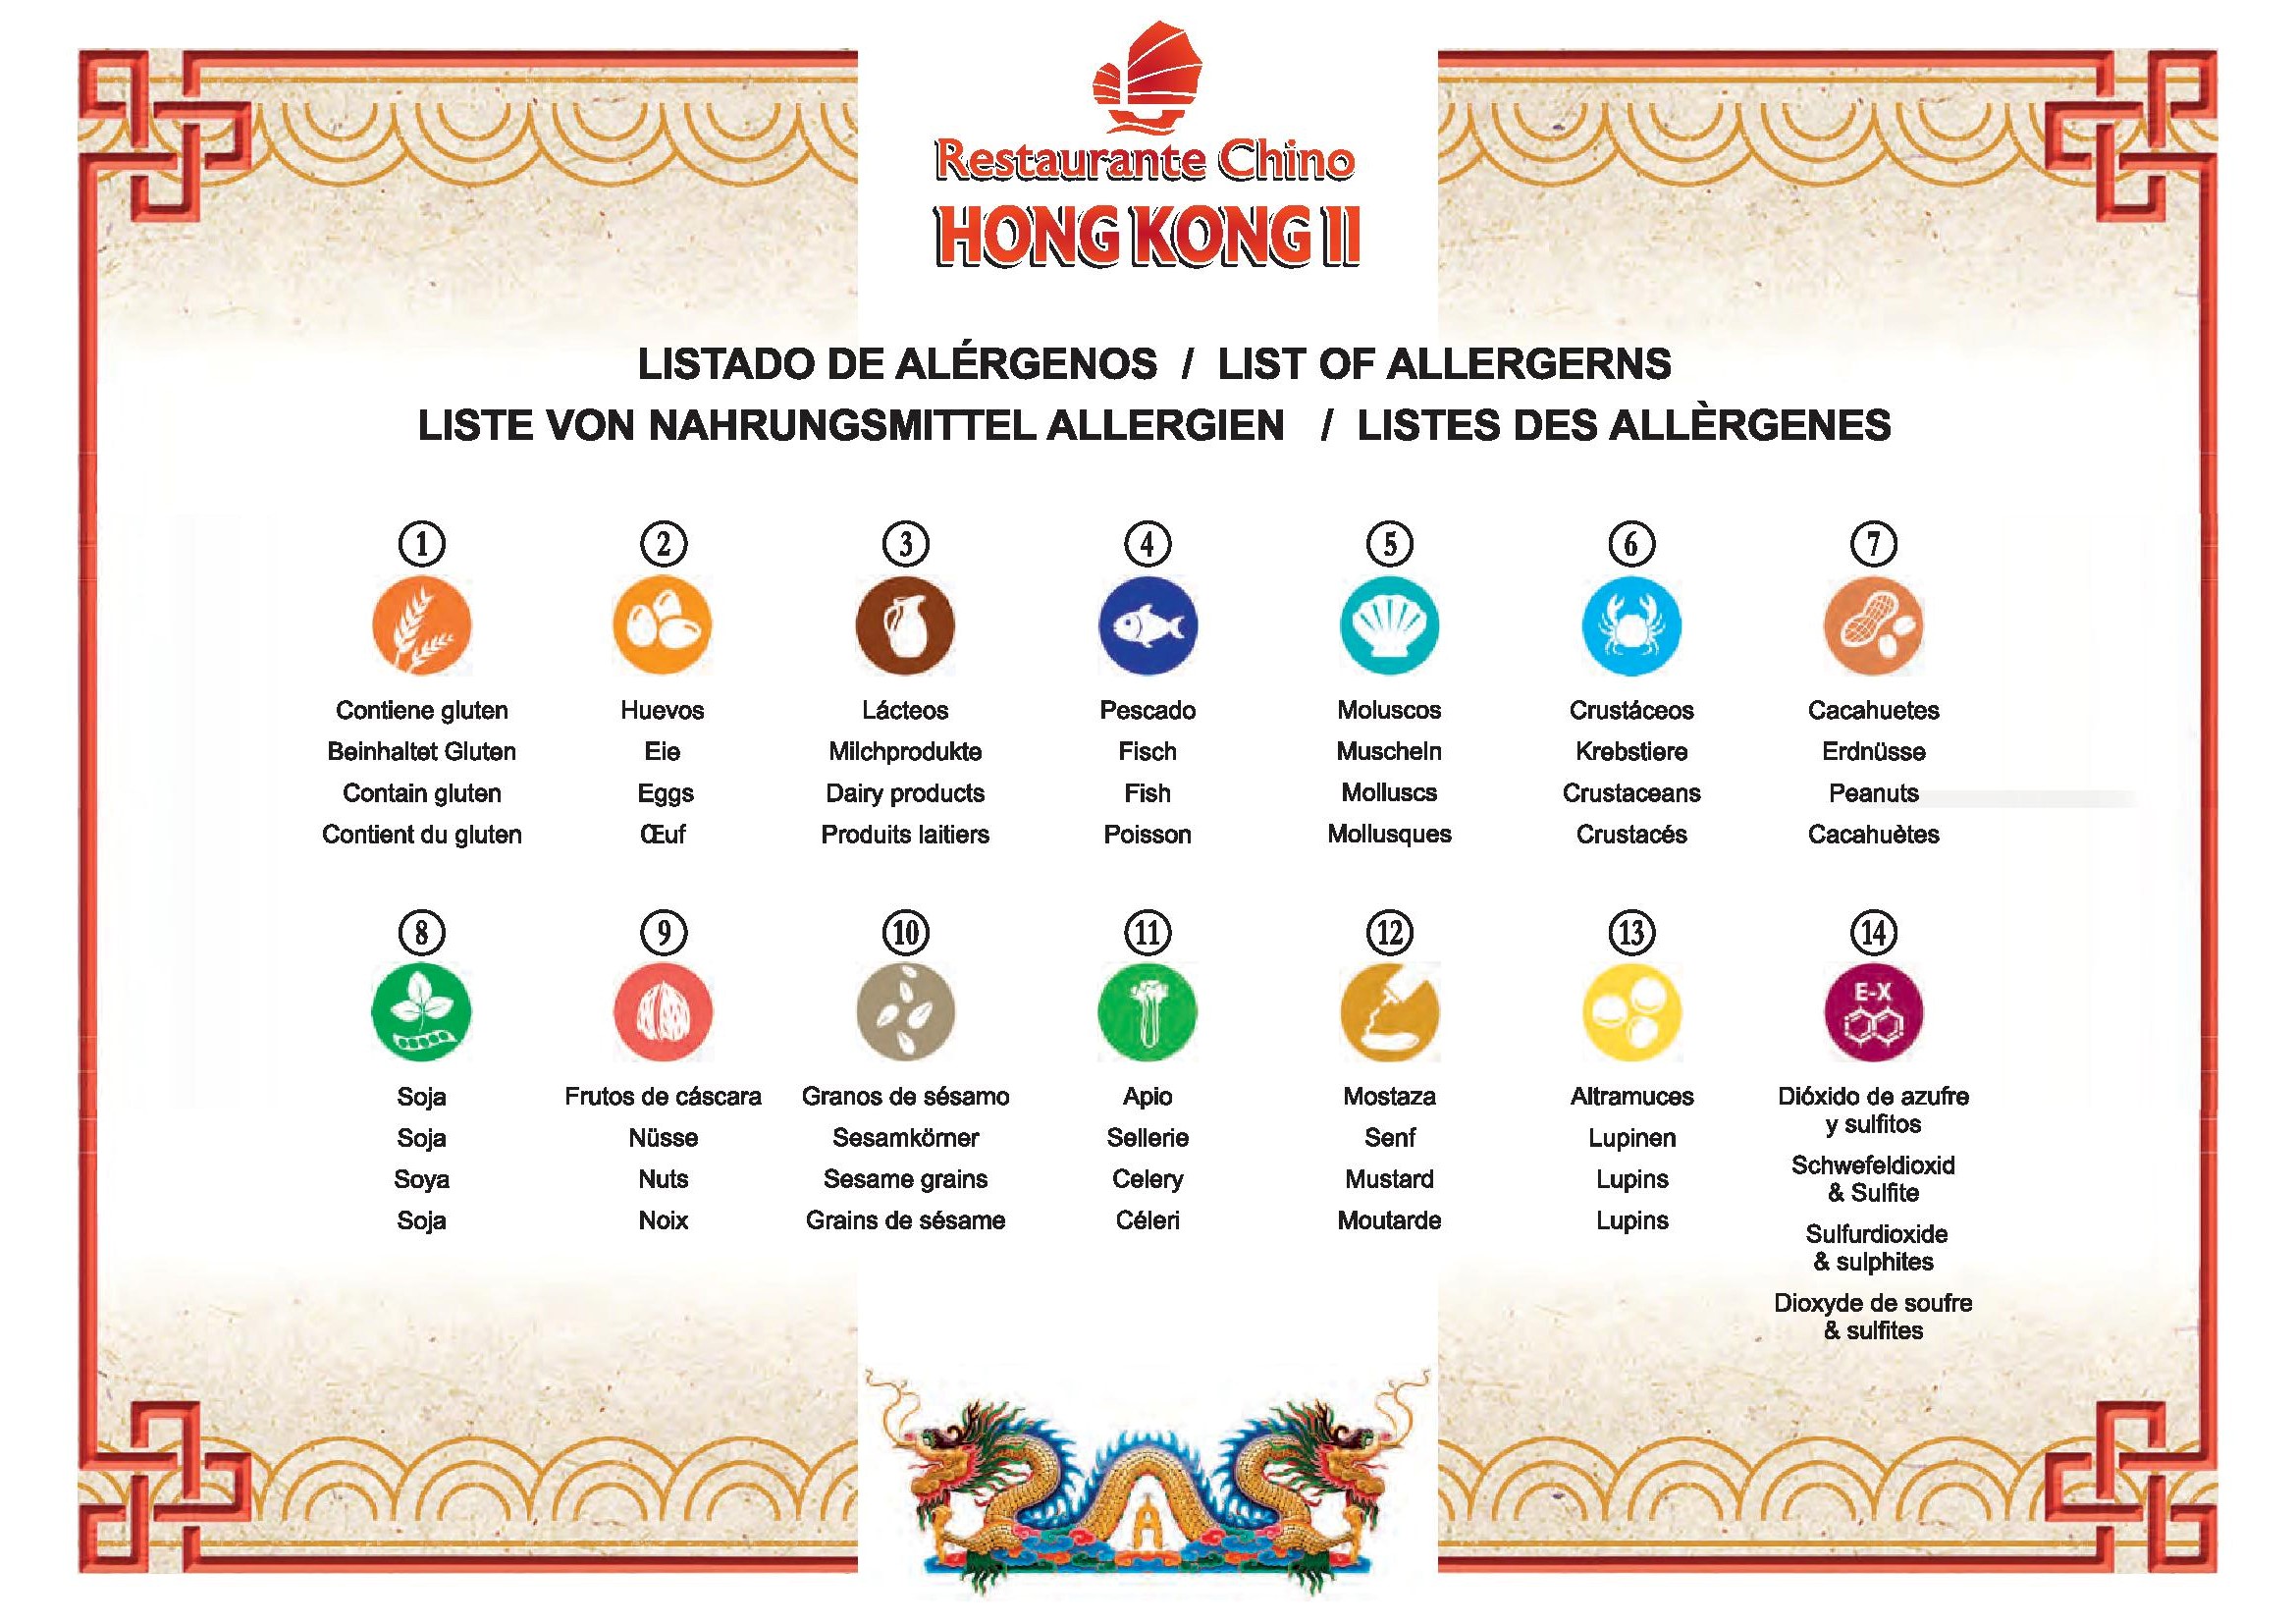 Restaurante Chino
HONG KONG II
LISTADO DE ALÉRGENOS / LIST OF ALLERGERNS
LISTE VON NAHRUNGSMITTEL ALLERGIEN / LISTES DES ALLÈRGENES
1
Contiene gluten
Beinhaltet Gluten
Contain gluten
Contient du gluten
2
Huevos
Eie
Eggs
Œuf
3
Lácteos
Milchprodukte
Dairy products
Produits laitiers
4
Pescado
Fisch
Fish
Poisson
5
Moluscos
Muscheln
Molluscs
Mollusques
6
Crustáceos
Krebstiere
Crustaceans
Crustacés
7
Cacahuetes
Erdnüsse
Peanuts
Cacahuètes
8
Soja
Soja
Soya
Soja
9
Frutos de cáscara
Nüsse
Nuts
Noix
10
Granos de sésamo
Sesamkörner
Sesame grains
Grains de sésame
11
Apio
Sellerie
Celery
Céleri
12
Mostaza
Senf
Mustard
Moutarde
13
Altramuces
Lupinen
Lupins
Lupins
14
E-X
Dióxido de azufre
y sulfitos
Schwefeldioxid
& Sulfite
Sulfurdioxide
& sulphites
Dioxyde de soufre
& sulfites